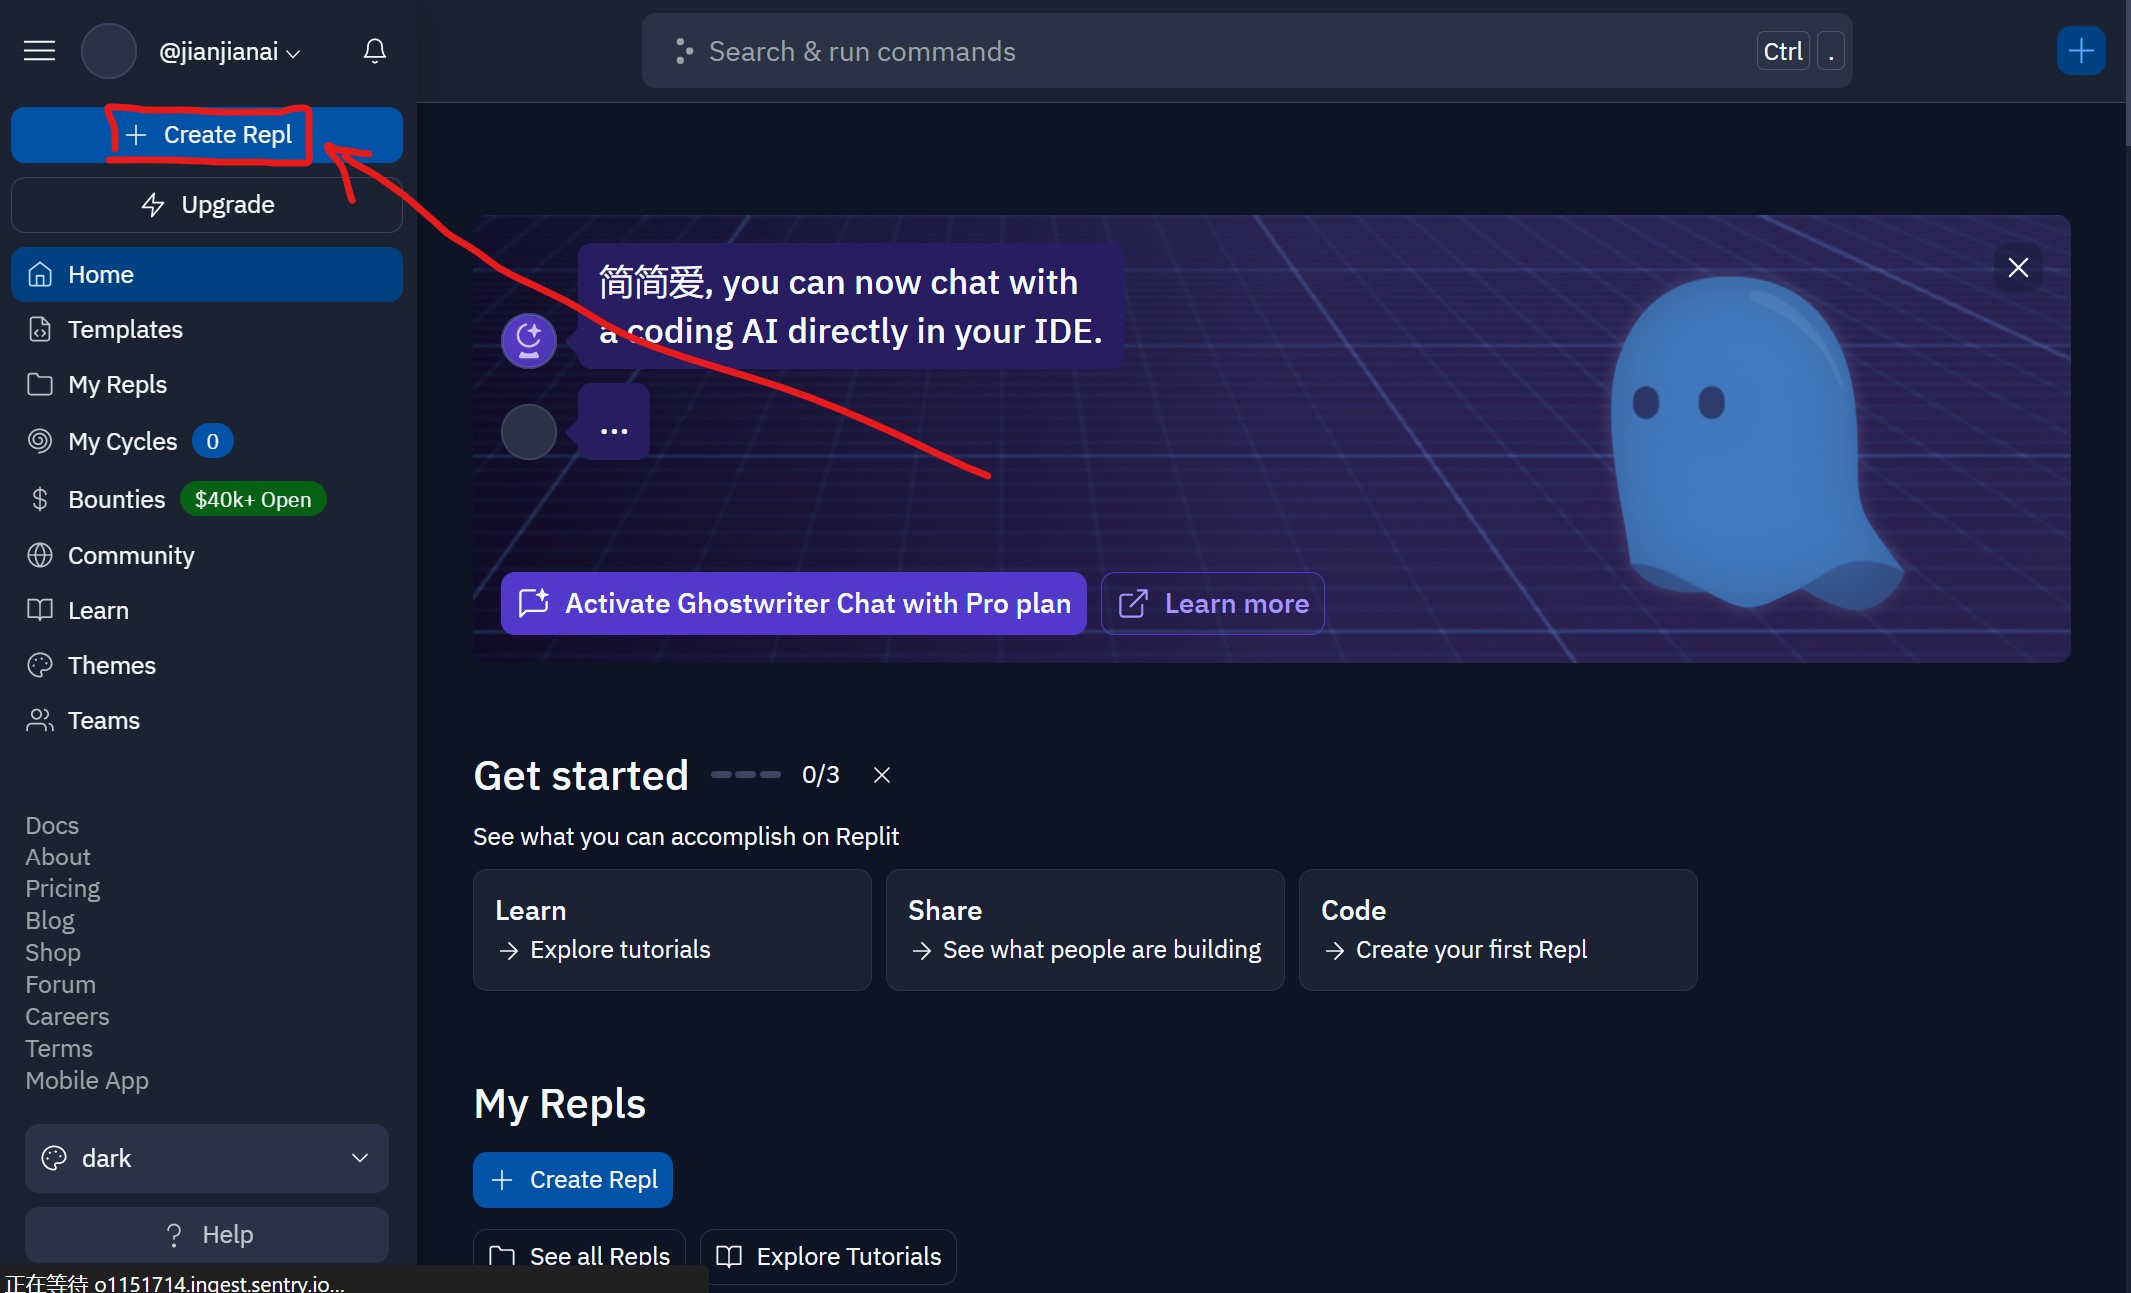 @jianjianai
Search & run commands
Ctrl
.
Create Repl
Upgrade
Home
Templates
My Repls
My Cycles 0
Bounties $40k+ Open
Community
Learn
Themes
Teams
Docs
About
Pricing
Blog
Shop
Forum
Careers
Terms
Mobile App
dark
? Help
正在等待 o1151714.ingest.sentry.io...
简简爱, you can now chat with
a coding AI directly in your IDE.
...
Activate Ghostwriter Chat with Pro plan
Learn more
Get started 0/3
See what you can accomplish on Replit
Learn
→ Explore tutorials
Share
→ See what people are building
Code
→ Create your first Repl
My Repls
+ Create Repl
See all Repls
Explore Tutorials